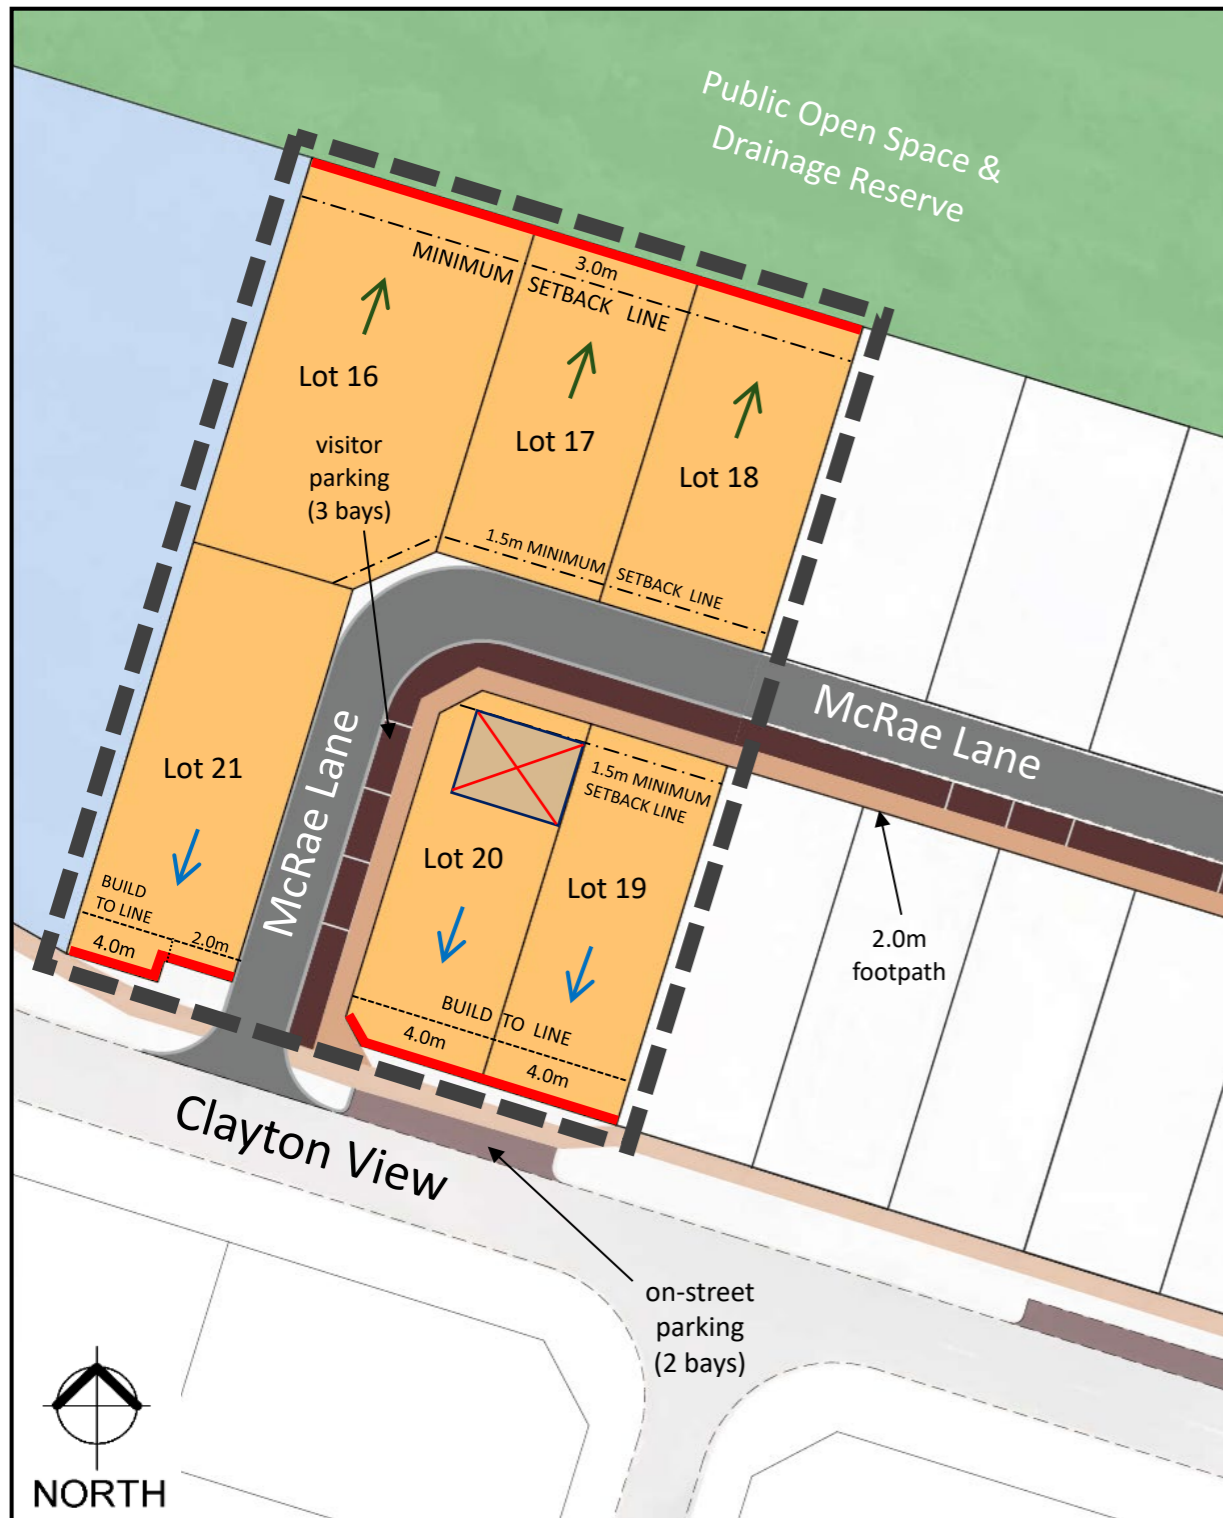 Public Open Space &
Drainage Reserve
3.0m
MINIMUM SETBACK LINE
Lot 16
Lot 17
Lot 18
visitor
parking
(3 bays)
1.5m MINIMUM SETBACK LINE
McRae Lane
McRae Lane
Lot 21
1.5m MINIMUM
SETBACK LINE
Lot 20
Lot 19
BUILD
TO LINE
4.0m
2.0m
2.0m
footpath
BUILD TO LINE
4.0m
4.0m
Clayton View
on-street
parking
(2 bays)
NORTH